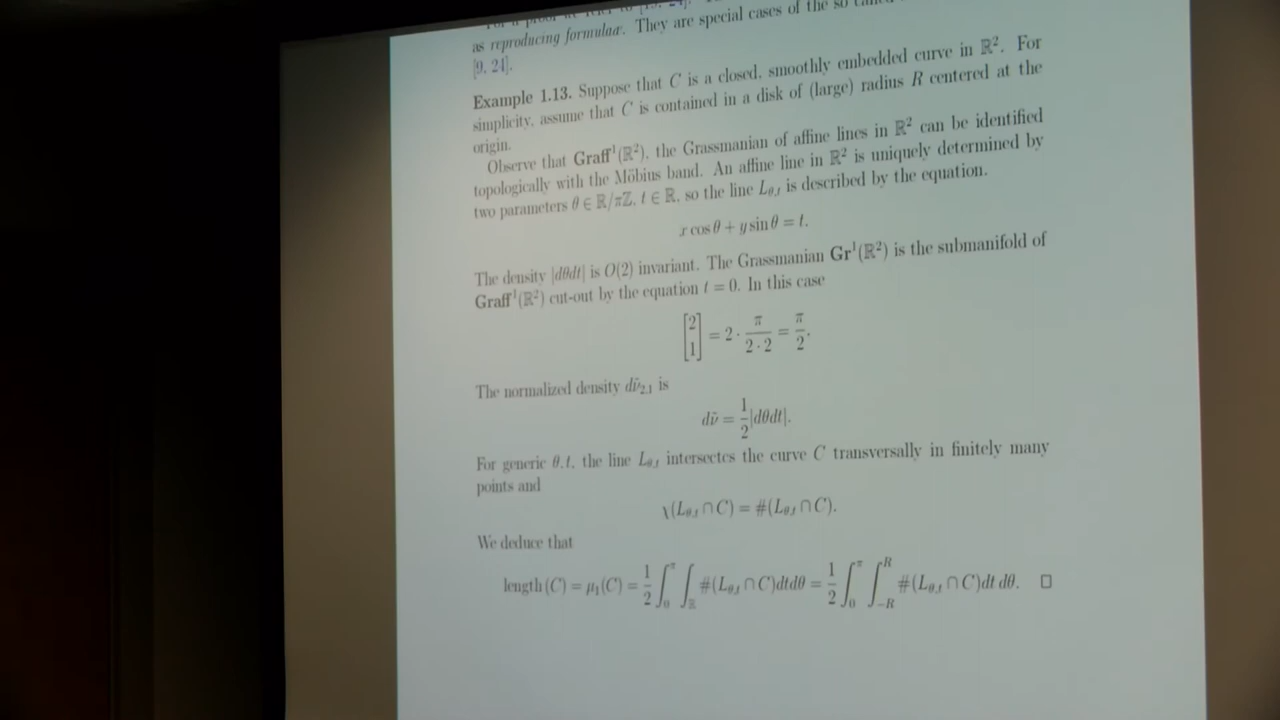 as reproducing formulæ. They are special cases of the so
[9, 24].
Example 1.13. Suppose that C is a closed, smoothly embedded curve in ℝ². For
simplicity, assume that C is contained in a disk of (large) radius R centered at the
origin.
Observe that Graff¹(ℝ²), the Grassmanian of affine lines in ℝ² can be identified
topologically with the Möbius band. An affine line in ℝ² is uniquely determined by
two parameters θ ∈ ℝ/πℤ, t ∈ ℝ, so the line L_{θ,t} is described by the equation.
x cos θ + y sin θ = t.
The density |dθdt| is O(2) invariant. The Grassmanian Gr¹(ℝ²) is the submanifold of
Graff¹(ℝ²) cut-out by the equation t = 0. In this case
[2 1] = 2 · π/(2·2) = π/2.
The normalized density dν̃_{2,1} is
dν̃ = 1/2 |dθdt|.
For generic θ, t, the line L_{θ,t} intersectcs the curve C transversally in finitely many
points and
χ(L_{θ,t} ∩ C) = #(L_{θ,t} ∩ C).
We deduce that
length (C) = μ₁(C) = 1/2 ∫₀^π ∫_ℝ #(L_{θ,t} ∩ C)dtdθ = 1/2 ∫₀^π ∫_{−R}^R #(L_{θ,t} ∩ C)dt dθ. □